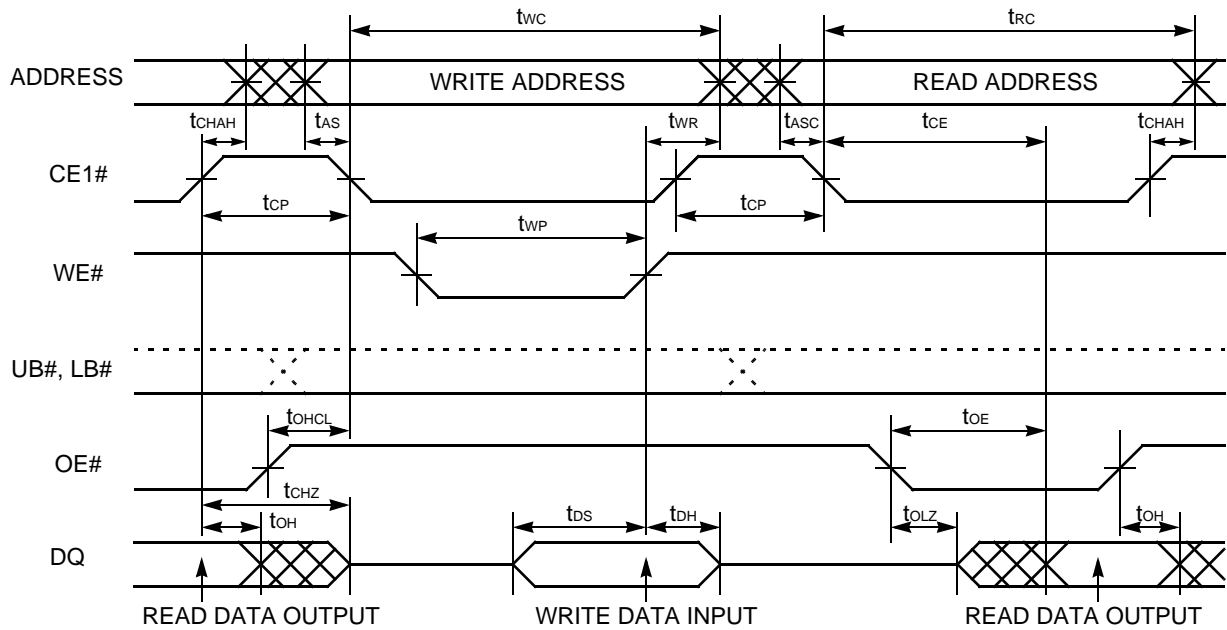 tWC tRC
ADDRESS WRITE ADDRESS READ ADDRESS
tCHAH tAS tWR tASC tCE tCHAH
CE1#
tCP tCP
tWP
WE#
UB#, LB#
tOHCL tOE
OE#
tCHZ
tOH tDS tDH tOLZ tOH
DQ
READ DATA OUTPUT WRITE DATA INPUT READ DATA OUTPUT